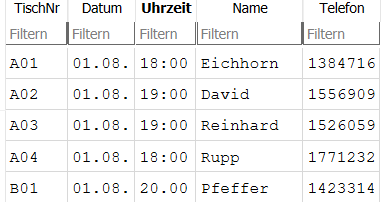 TischNr Datum Uhrzeit Name Telefon
Filtern Filtern Filtern Filtern Filtern
A01 01.08. 18:00 Eichhorn 1384716
A02 01.08. 19:00 David 1556909
A03 01.08. 19:00 Reinhard 1526059
A04 01.08. 18:00 Rupp 1771232
B01 01.08. 20.00 Pfeffer 1423314